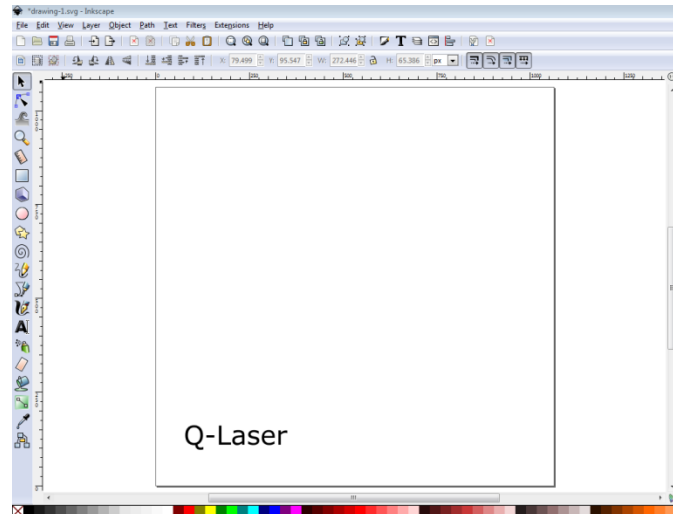 *drawing-1.svg - Inkscape
File Edit View Layer Object Path Text Filters Extensions Help
X: 79.499 Y: 95.547 W: 272.446 H: 65.386 px
Q-Laser